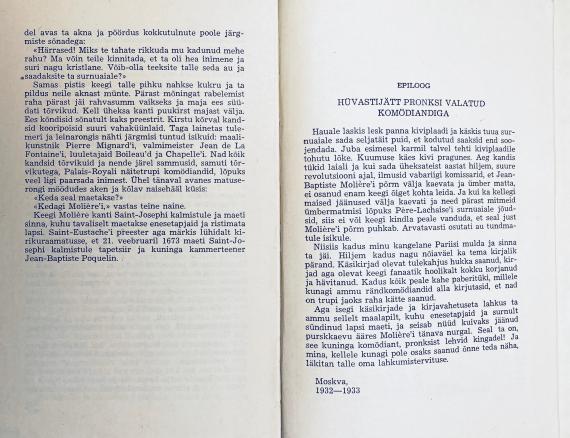 del avas ta akna ja pöördus kokkutulnute poole järg-
miste sõnadega:
«Härrased! Miks te tahate rikkuda mu kadunud mehe
rahu? Ma võin teile kinnitada, et ta oli hea inimene ja
suri nagu kristlane. Võib-olla teeksite talle seda au ja
saadaksite ta surnuaiale?»
Samas pistis keegi talle pihku nahkse kukru ja ta
pildus neile aknast münte. Pärast mõningat rabelemist
raha pärast jäi rahvasumm vaikseks ja maja ees süü-
dati tõrvikud. Kell üheksa kanti puukirst majast välja.
Ees kõndisid sõnatult kaks preestrit. Kirstu kõrval kand-
sid kooripoisid suuri vahaküünlaid. Taga lainetas tule-
meri ja leinarongis nähti järgmisi tuntud isikuid: maali-
kunstnik Pierre Mignard'i, valmimeister Jean de La
Fontaine'i, luuletajaid Boileau'd ja Chapelle'i. Nad kõik
kandsid tõrvikuid ja nende järel sammusid, samuti tõr-
vikutega, Palais-Royali näitetrupi komödiandid, lõpuks
veel ligi paarsada inimest. Ühel tänaval avanes matuse-
rongi möödudes aken ja kõlav naisehääl küsis:
«Keda seal maetakse?»
«Kedagi Molière'i,» vastas teine naine.
Keegi Molière kanti Saint-Josephi kalmistule ja maeti
sinna, kuhu tavaliselt maetakse enesetapjaid ja ristimata
lapsi. Saint-Eustache'i preester aga märkis lühidalt ki-
rikuraamatusse, et 21. veebruaril 1673 maeti Saint-Jo-
sephi kalmistule tapetsiir ja kuninga kammerteener
Jean-Baptiste Poquelin.
EPILOOG
HÜVASTIJÄTT PRONKSI VALATUD
KOMÖDIANDIGA
Hauale laskis lesk panna kiviplaadi ja käskis tuua sur-
nuaiale sada seljatäit puid, et kodutud saaksid end soo-
jendada. Juba esimesel karmil talvel tehti kiviplaadile
tohutu lõke. Kuumuse käes kivi pragunes. Aeg kandis
tükid laiali ja kui sada üheksateist aastat hiljem, suure
revolutsiooni ajal, ilmusid vabariigi komissarid, et Jean-
Baptiste Molière'i põrm välja kaevata ja ümber matta,
ei osanud enam keegi õiget kohta leida. Ja kui ka kellegi
maised jäänused välja kaevati ja need pärast mitmeid
ümbermatmisi lõpuks Père-Lachaise'i surnuaiale jõud-
sid, siis ei või keegi kindla peale vanduda, et seal just
Molière'i põrm puhkab. Arvatavasti osutati au tundma-
tule isikule.
Niisiis kadus minu kangelane Pariisi mulda ja sinna
ta jäi. Hiljem kadus nagu nõiaväel ka tema kirjalik
pärand. Käsikirjad olevat tulekahjus hukka saanud, kir-
jad aga olevat keegi fanaatik hoolikalt kokku korjanud
ja hävitanud. Kadus kõik peale kahe paberitüki, millele
kunagi ammu rändkomödiandid alla kirjutasid, et nad
on trupi jaoks raha kätte saanud.
Aga isegi käsikirjade ja kirjavahetuseta lahkus ta
ammu sellelt maalapilt, kuhu enesetapjaid ja surnult
sündinud lapsi maeti, ja seisab nüüd kuivaks jäänud
purskkaevu ääres Molière'i tänava nurgal. Seal ta on,
see kuninga komödiant, pronksist lehvid kingadel! Ja
mina, kellele kunagi pole osaks saanud õnne teda näha,
läkitan talle oma lahkumistervituse.
Moskva,
1932—1933